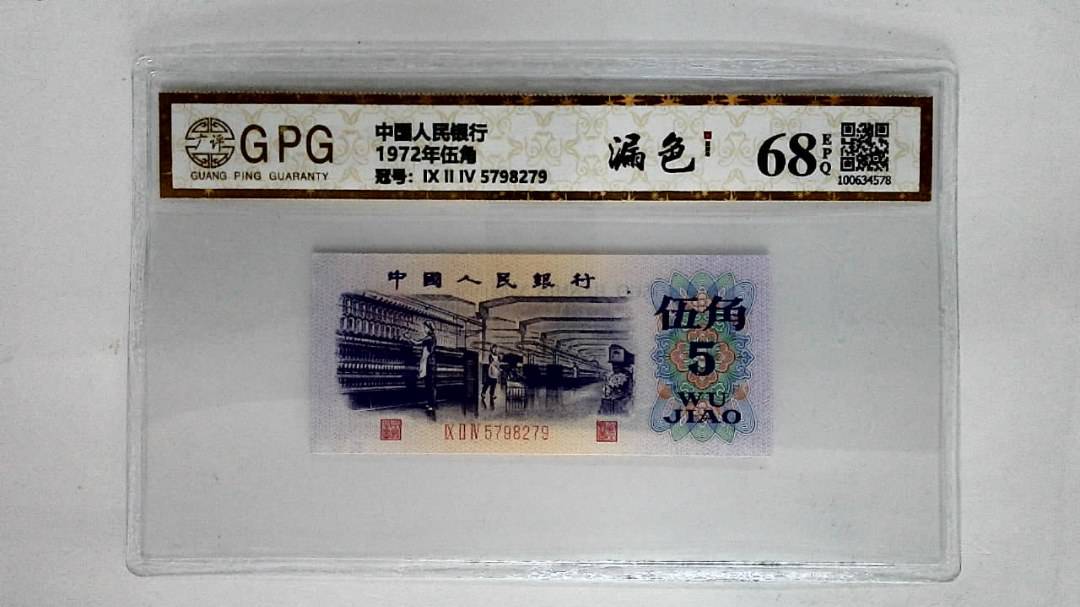 广评
GPG
GUANG PING GUARANTY
中国人民银行
1972年伍角
冠号：IX II IV 5798279
漏色
68
EPQ
100634578
中國人民銀行
伍角
5
WU
JIAO
IX II IV 5798279